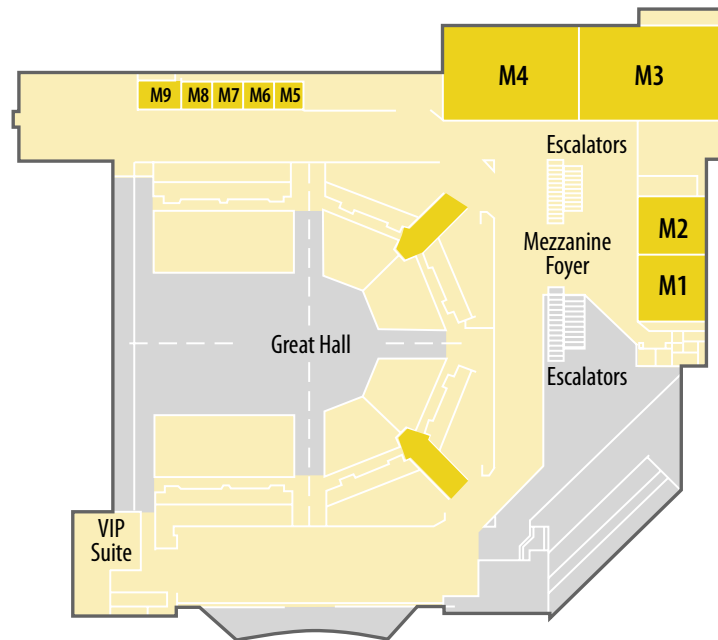 M4
M3
M9
M8
M7
M6
M5
Escalators
M2
Mezzanine
Foyer
M1
Great Hall
Escalators
VIP
Suite